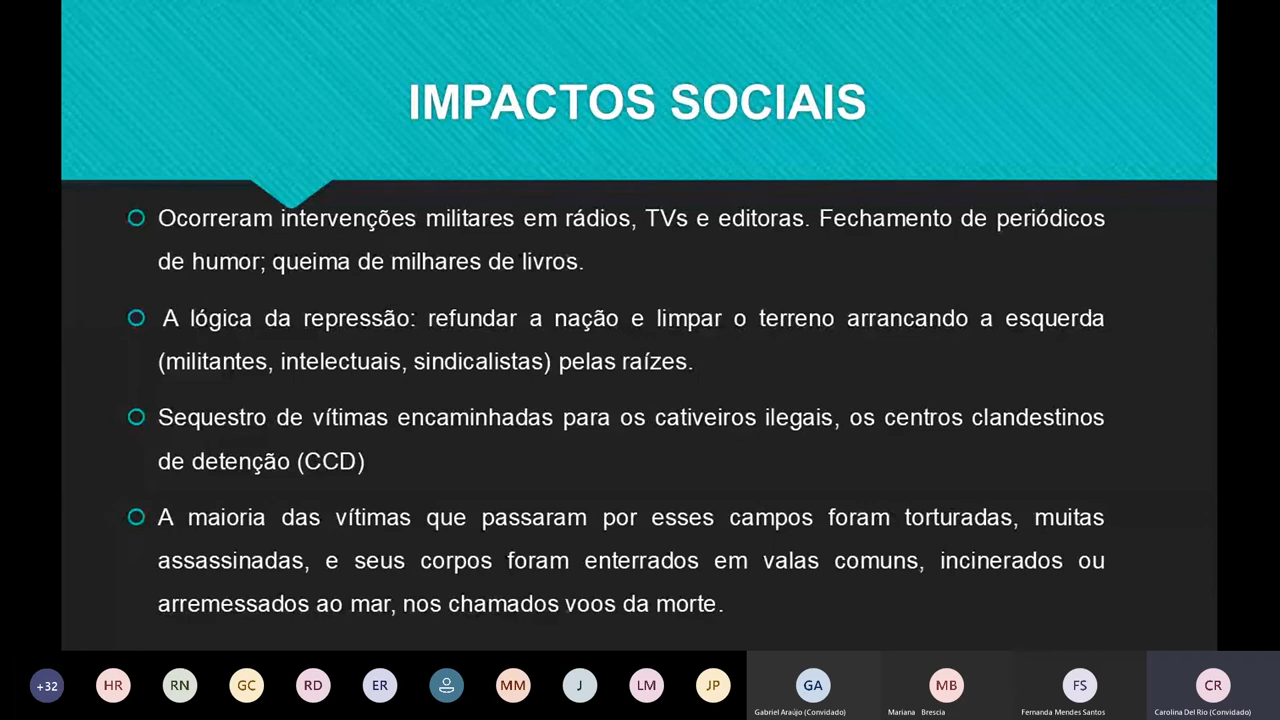 IMPACTOS SOCIAIS
Ocorreram intervenções militares em rádios, TVs e editoras. Fechamento de periódicos
de humor; queima de milhares de livros.
A lógica da repressão: refundar a nação e limpar o terreno arrancando a esquerda
(militantes, intelectuais, sindicalistas) pelas raízes.
Sequestro de vítimas encaminhadas para os cativeiros ilegais, os centros clandestinos
de detenção (CCD)
A maioria das vítimas que passaram por esses campos foram torturadas, muitas
assassinadas, e seus corpos foram enterrados em valas comuns, incinerados ou
arremessados ao mar, nos chamados voos da morte.
+32 HR RN GC RD ER MM J LM JP GA MB FS CR
Gabriel Araújo (Convidado) Mariana Brescia Fernanda Mendes Santos Carolina Del Rio (Convidado)